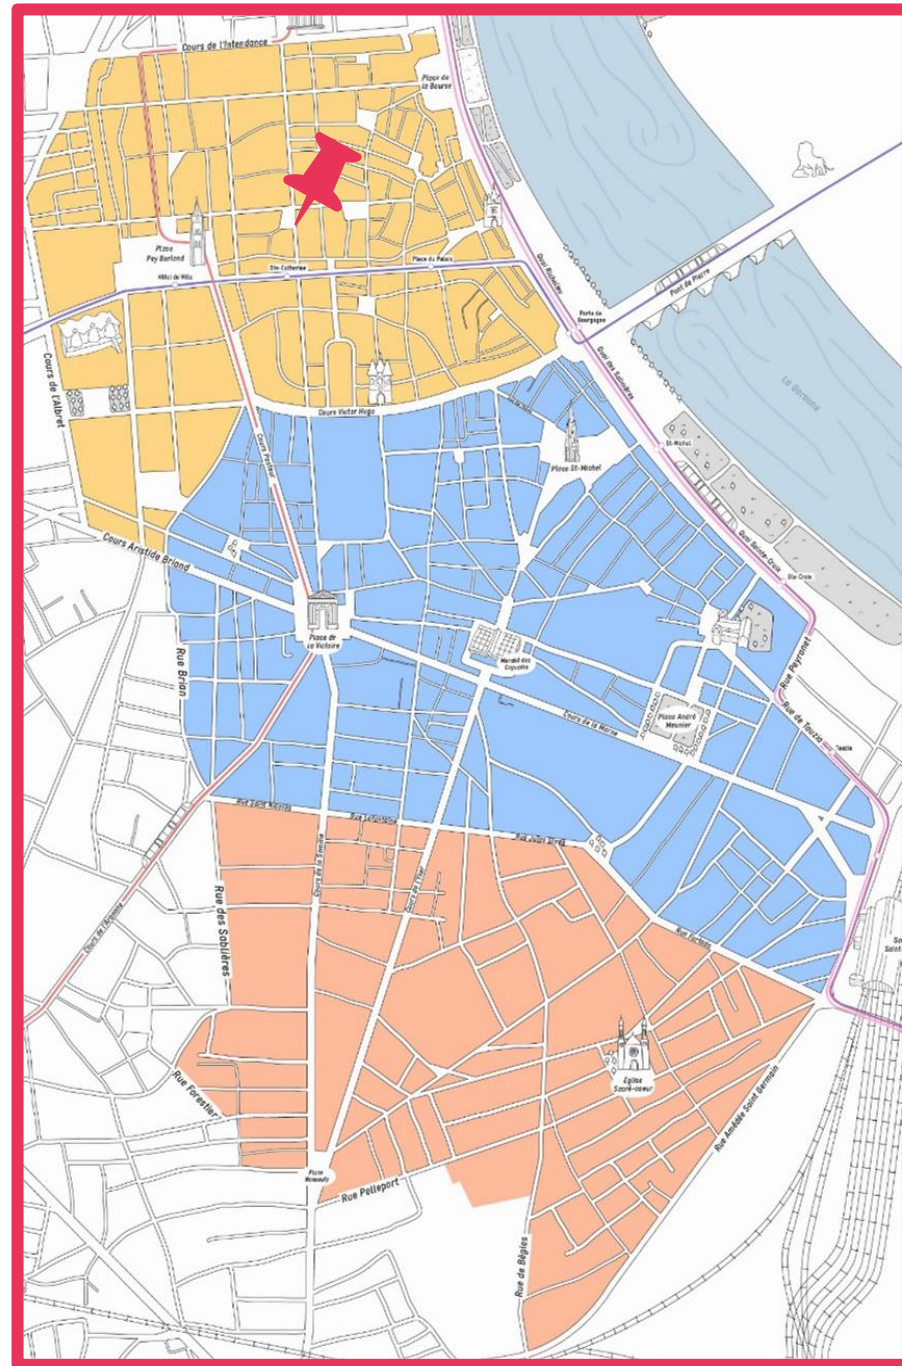 Cours de l'Intendance
Place de
la Bourse
Place
Pey Berland
Hôtel de Ville
Ste-Catherine
Place du Palais
Quai Richelieu
Pont de Pierre
Porte de
Bourgogne
Quai des Salinières
La Garonne
Cours de l'Albret
Cours Victor Hugo
Cours Pasteur
Place St-Michel
St-Michel
Quai Sainte Croix
Ste-Croix
Cours Aristide Briand
Place de
la Victoire
Marché des
Capucins
Rue Peyronet
Rue Brian
Place André
Meunier
Cours de la Marne
Rue de Tauzia
Tauzia
Rue Saint Nicolas
Rue Lafontaine
Rue Jules Steeg
Cours de la Somme
Cours de l'Yser
Cours de l'Argonne
Rue des Sablières
Rue Furtado
Eglise
Sacré-coeur
Rue Forestier
Rue Amédée Saint Germain
Place
Nansouty
Rue Pelleport
Rue de Bègles